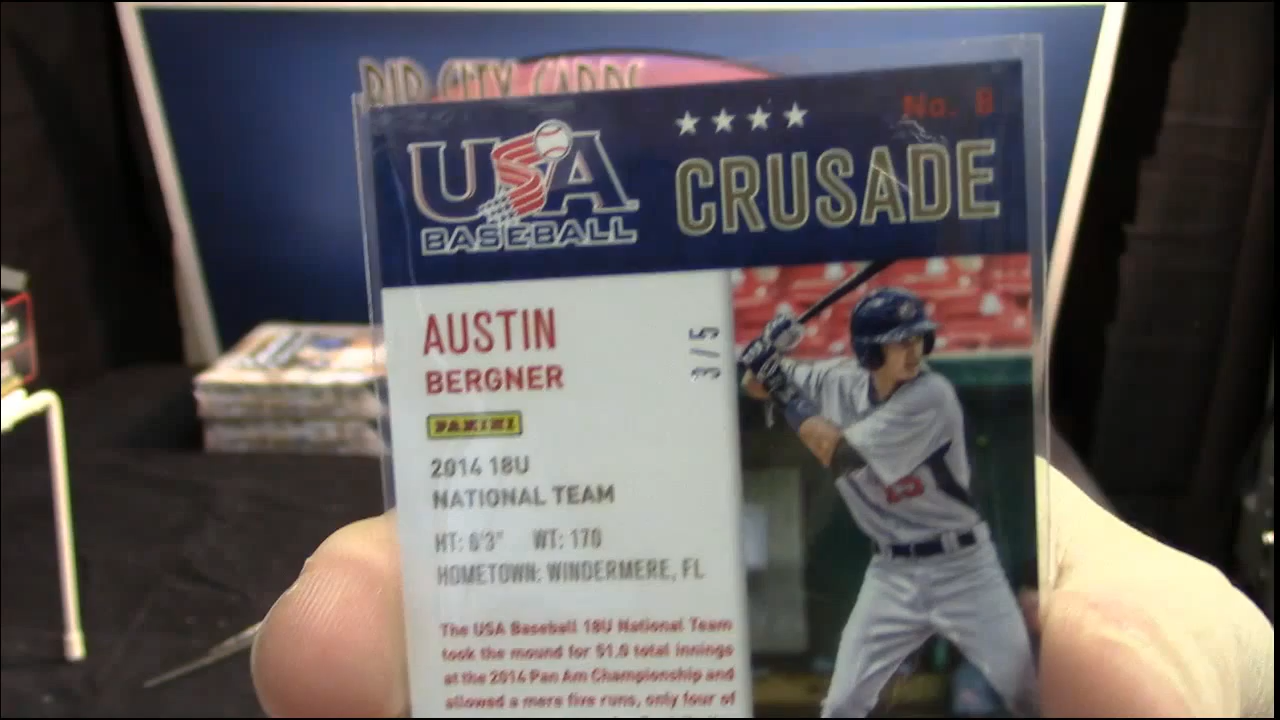 RIP CITY CARDS
USA
BASEBALL
No. 8
CRUSADE
AUSTIN
BERGNER
3/5
PANINI
2014 18U
NATIONAL TEAM
HT: 6'3" WT: 170
HOMETOWN: WINDERMERE, FL
The USA Baseball 18U National Team
took the mound for 51.0 total innings
at the 2014 Pan Am Championship and
allowed a mere five runs, only four of
25